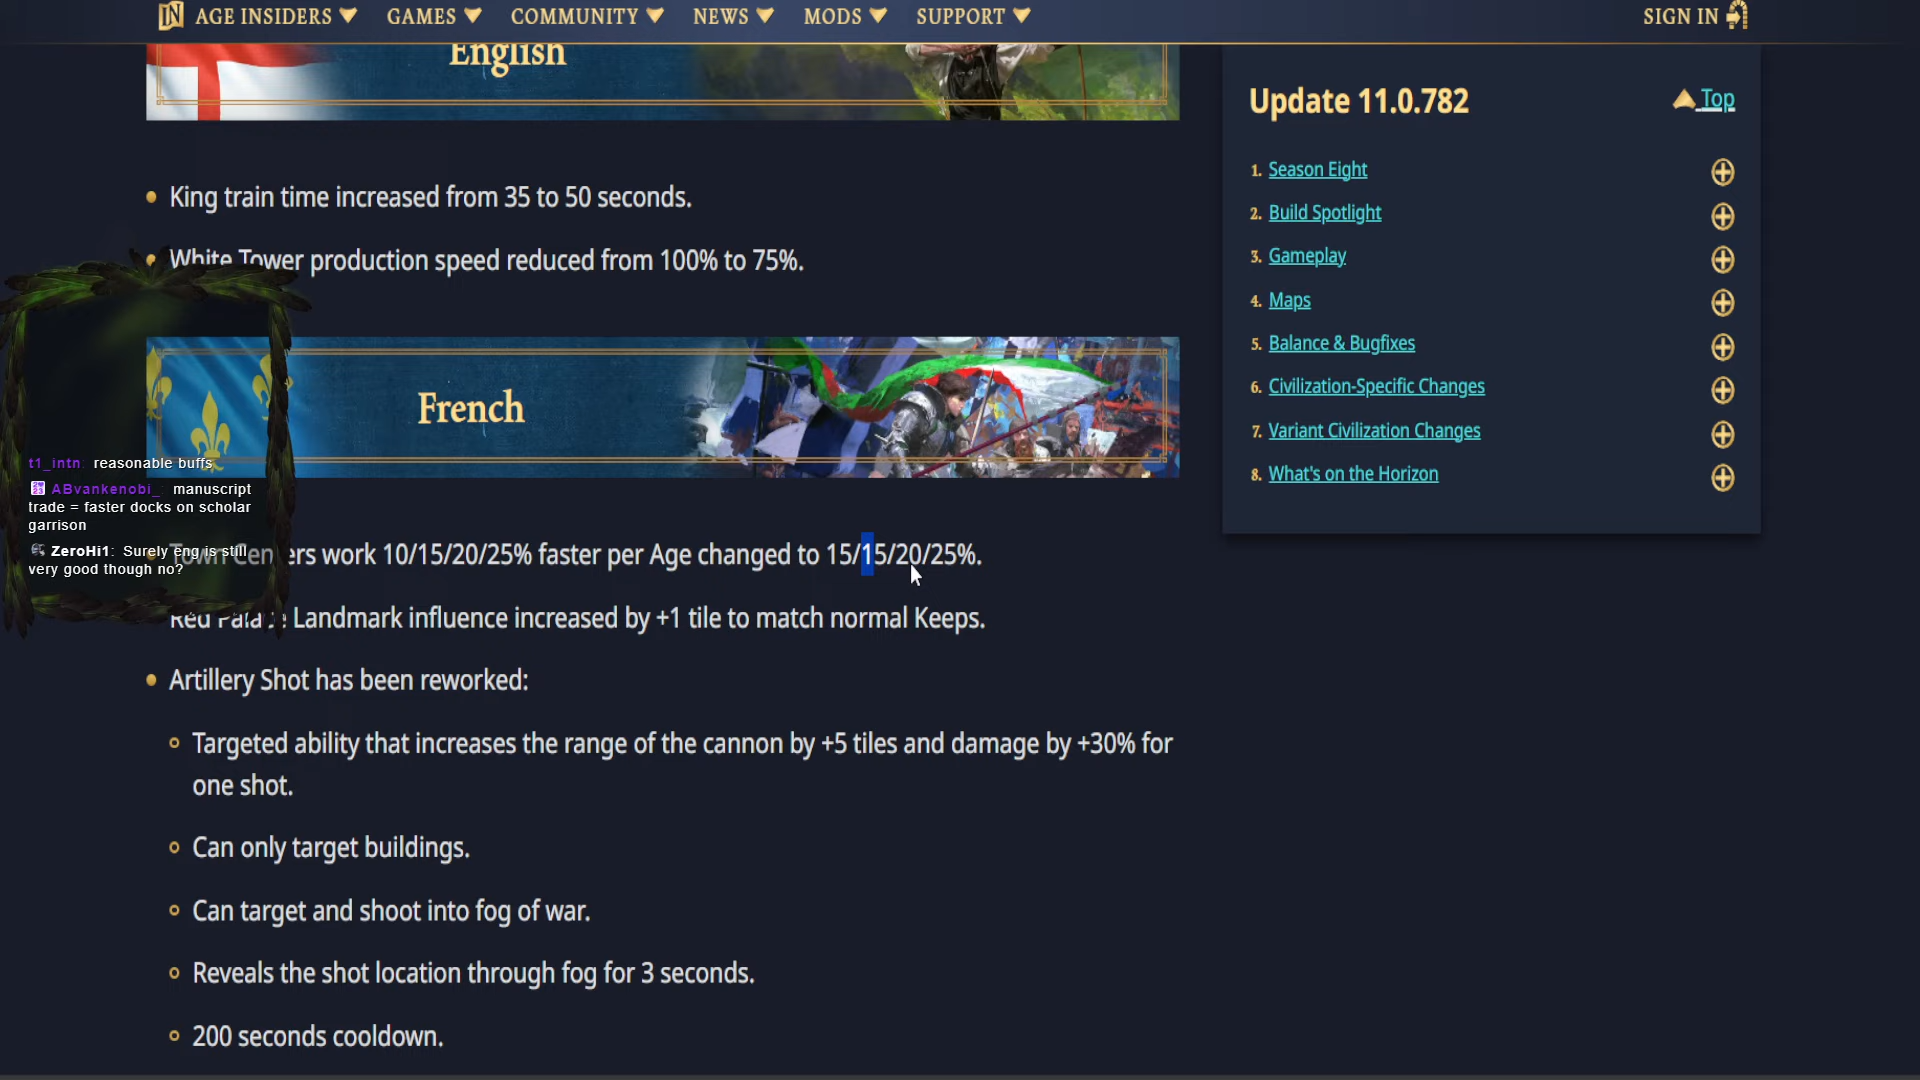 AGE INSIDERS GAMES COMMUNITY NEWS MODS SUPPORT SIGN IN
English
Update 11.0.782 Top
1. Season Eight
2. Build Spotlight
3. Gameplay
4. Maps
5. Balance & Bugfixes
6. Civilization-Specific Changes
7. Variant Civilization Changes
8. What's on the Horizon
King train time increased from 35 to 50 seconds.
White Tower production speed reduced from 100% to 75%.
French
t1_intn: reasonable buffs
ABvankenobi_: manuscript
trade = faster docks on scholar
garrison
ZeroHi1: Surely eng is still
very good though no?
Town Centers work 10/15/20/25% faster per Age changed to 15/15/20/25%.
Red Palace Landmark influence increased by +1 tile to match normal Keeps.
Artillery Shot has been reworked:
Targeted ability that increases the range of the cannon by +5 tiles and damage by +30% for
one shot.
Can only target buildings.
Can target and shoot into fog of war.
Reveals the shot location through fog for 3 seconds.
200 seconds cooldown.